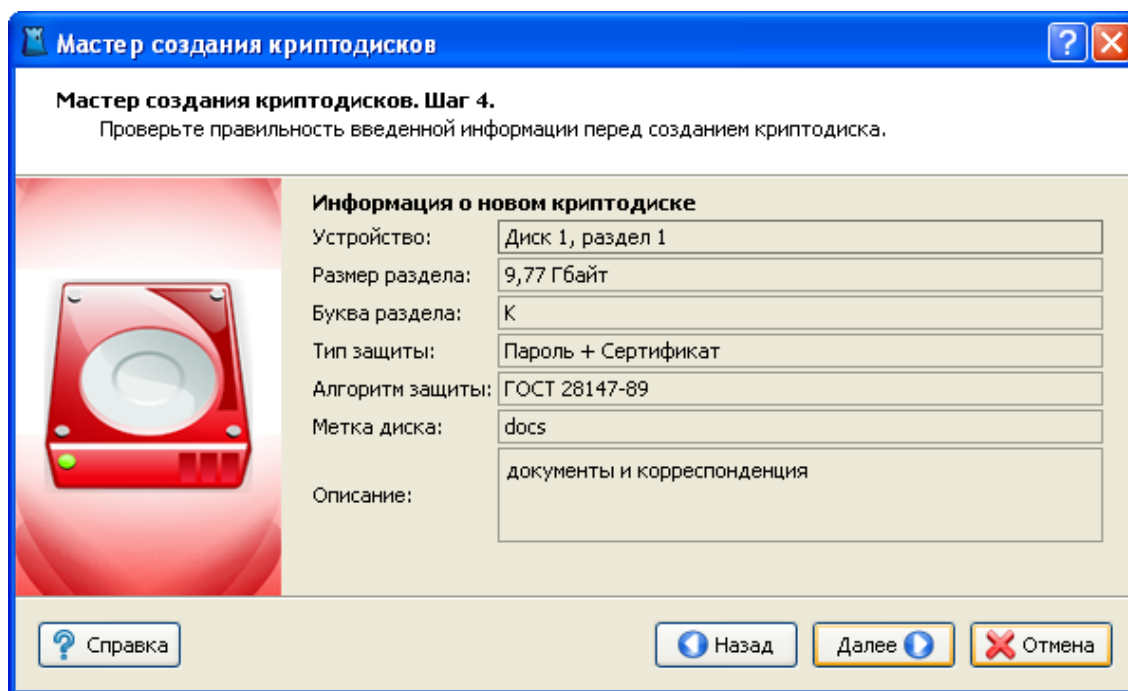 Мастер создания криптодисков
Мастер создания криптодисков. Шаг 4.
Проверьте правильность введенной информации перед созданием криптодиска.
Информация о новом криптодиске
Устройство: Диск 1, раздел 1
Размер раздела: 9,77 Гбайт
Буква раздела: K
Тип защиты: Пароль + Сертификат
Алгоритм защиты: ГОСТ 28147-89
Метка диска: docs
Описание: документы и корреспонденция
? Справка Назад Далее Отмена